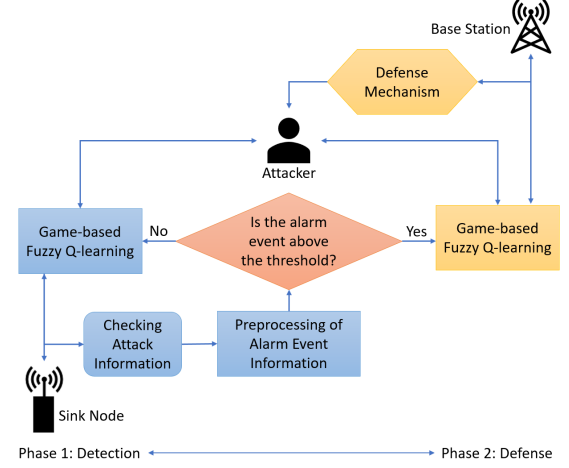 Base Station
Defense
Mechanism
Attacker
Game-based
Fuzzy Q-learning
No
Is the alarm
event above
the threshold?
Yes
Game-based
Fuzzy Q-learning
Checking
Attack
Information
Preprocessing of
Alarm Event
Information
Sink Node
Phase 1: Detection
Phase 2: Defense